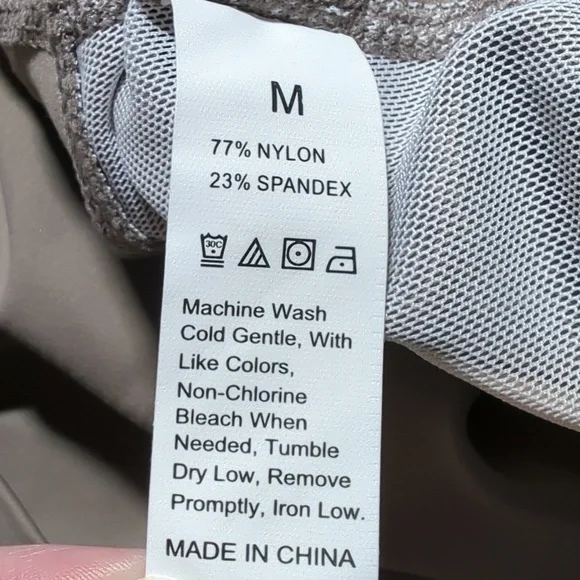 M
77% NYLON
23% SPANDEX
30C
Machine Wash
Cold Gentle, With
Like Colors,
Non-Chlorine
Bleach When
Needed, Tumble
Dry Low, Remove
Promptly, Iron Low.
MADE IN CHINA